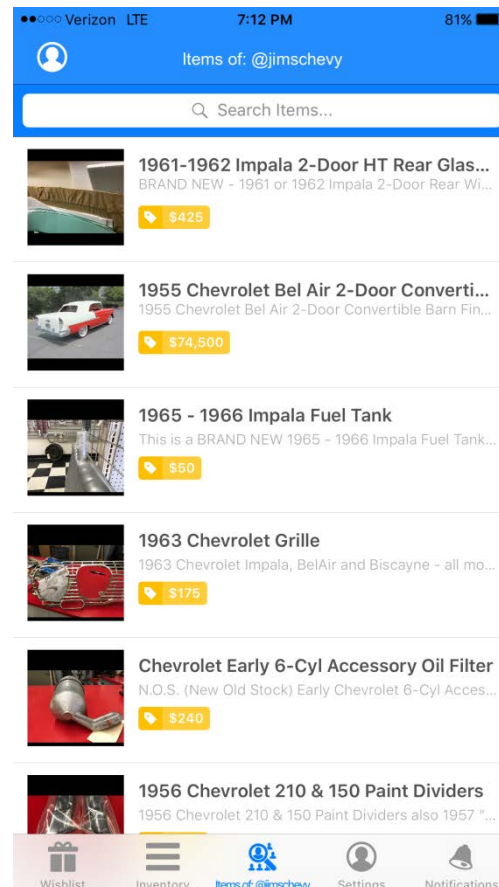 Verizon LTE 7:12 PM 81%
Items of: @jimschevy
Search Items...
1961-1962 Impala 2-Door HT Rear Glas...
BRAND NEW - 1961 or 1962 Impala 2-Door Rear Wi...
$425
1955 Chevrolet Bel Air 2-Door Converti...
1955 Chevrolet Bel Air 2-Door Convertible Barn Fin...
$74,500
1965 - 1966 Impala Fuel Tank
This is a BRAND NEW 1965 - 1966 Impala Fuel Tank...
$50
1963 Chevrolet Grille
1963 Chevrolet Impala, BelAir and Biscayne - all mo...
$175
Chevrolet Early 6-Cyl Accessory Oil Filter
N.O.S. (New Old Stock) Early Chevrolet 6-Cyl Acces...
$240
1956 Chevrolet 210 & 150 Paint Dividers
1956 Chevrolet 210 & 150 Paint Dividers also 1957 "...
Wishlist Inventory Items of: @jimschevy Settings Notifications